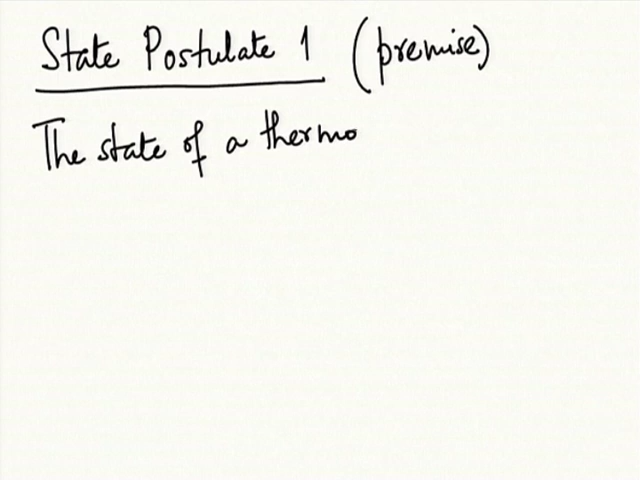 State Postulate 1 (premise)
The state of a thermo